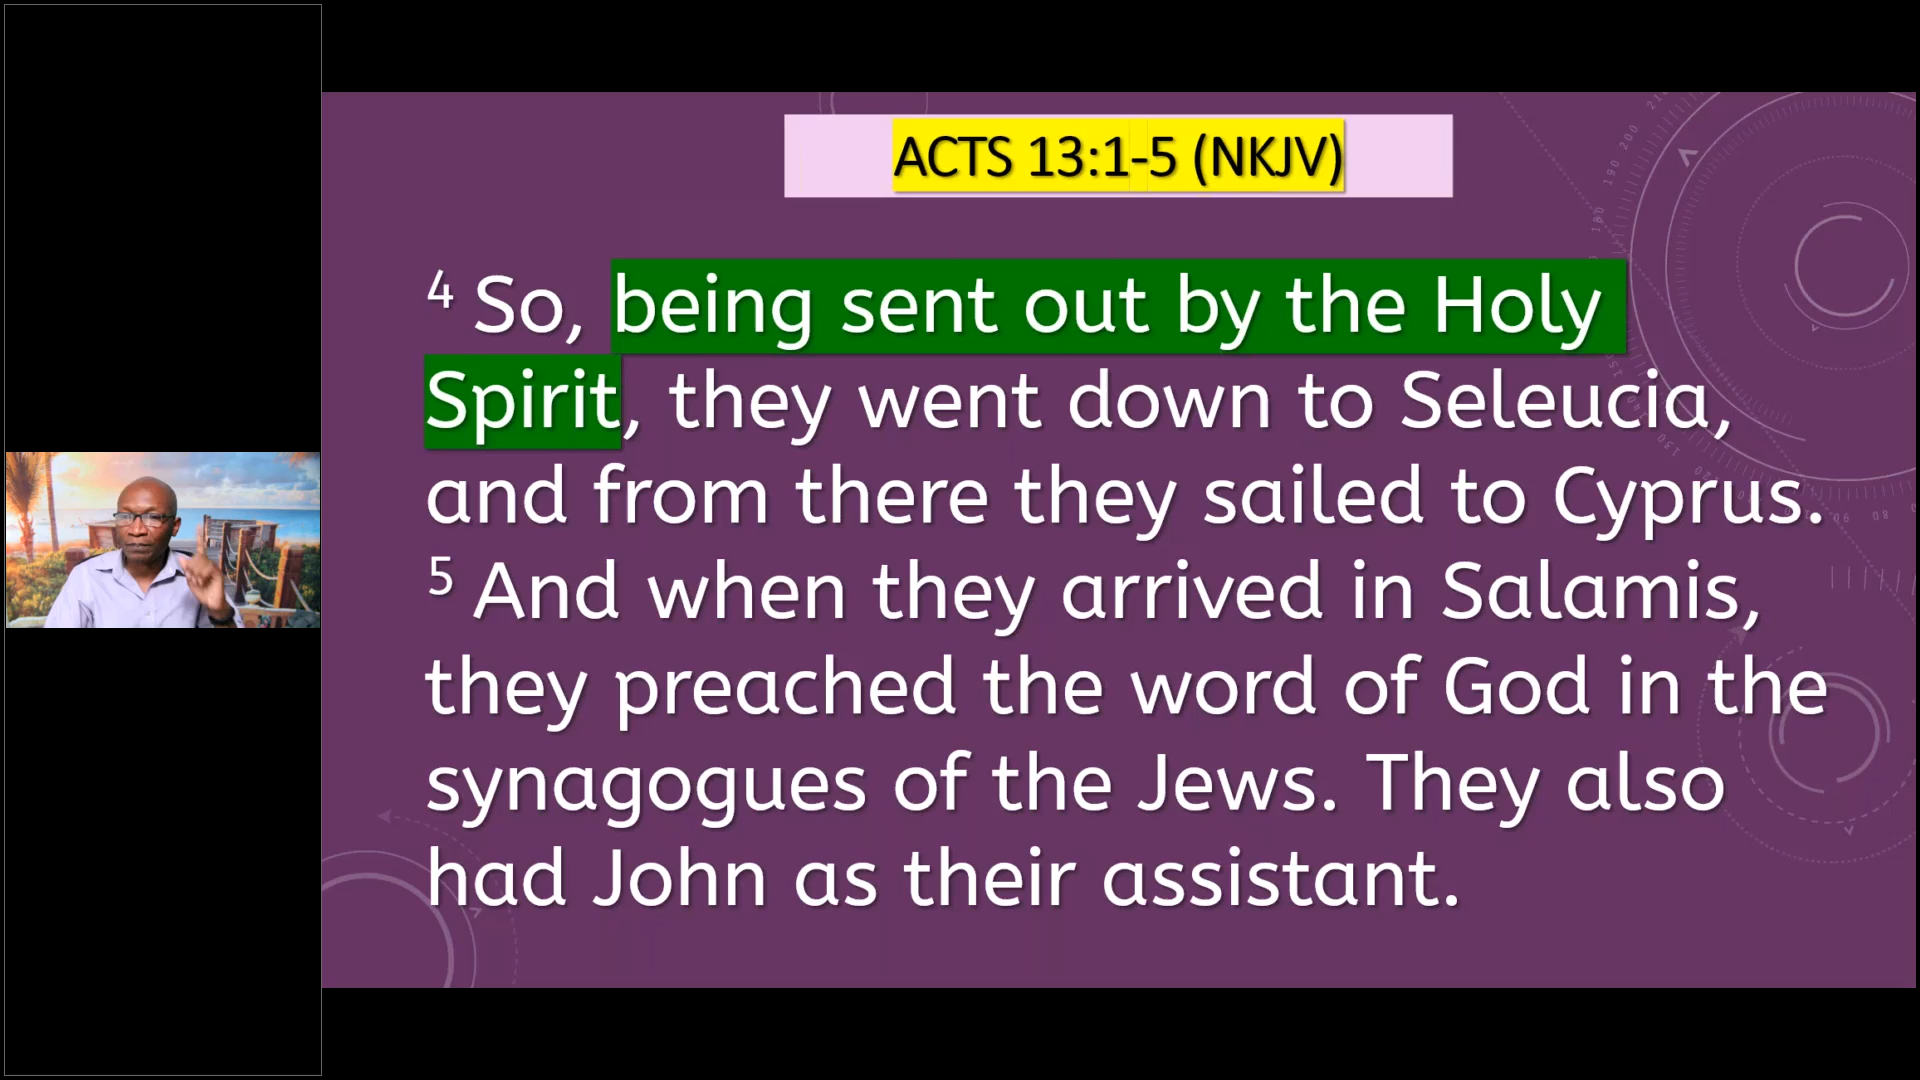 ACTS 13:1-5 (NKJV)
4 So, being sent out by the Holy
Spirit, they went down to Seleucia,
and from there they sailed to Cyprus.
5 And when they arrived in Salamis,
they preached the word of God in the
synagogues of the Jews. They also
had John as their assistant.